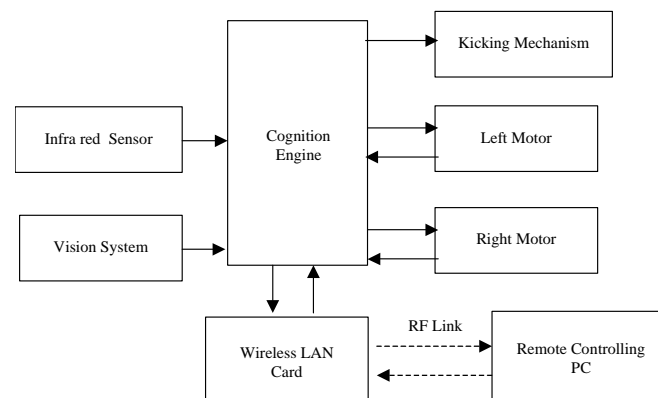 Kicking Mechanism
Infra red Sensor
Cognition
Engine
Left Motor
Vision System
Right Motor
Wireless LAN
Card
RF Link
Remote Controlling
PC